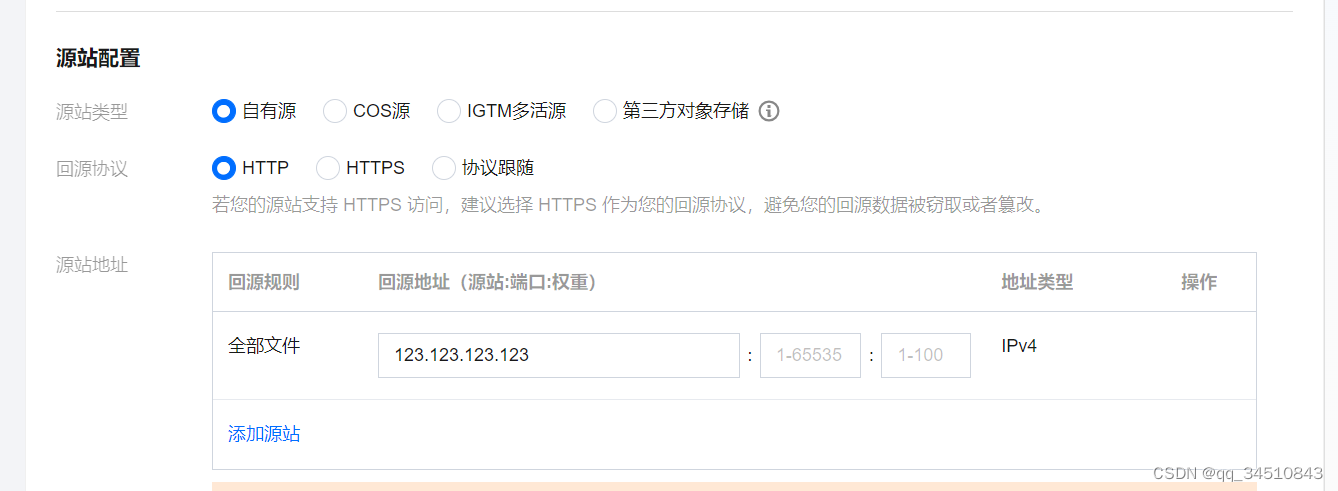 源站配置
源站类型 自有源 COS源 IGTM多活源 第三方对象存储
回源协议 HTTP HTTPS 协议跟随
若您的源站支持 HTTPS 访问，建议选择 HTTPS 作为您的回源协议，避免您的回源数据被窃取或者篡改。
源站地址
回源规则 回源地址（源站:端口:权重） 地址类型 操作
全部文件 123.123.123.123 : 1-65535 : 1-100 IPv4
添加源站
CSDN @qq_34510843